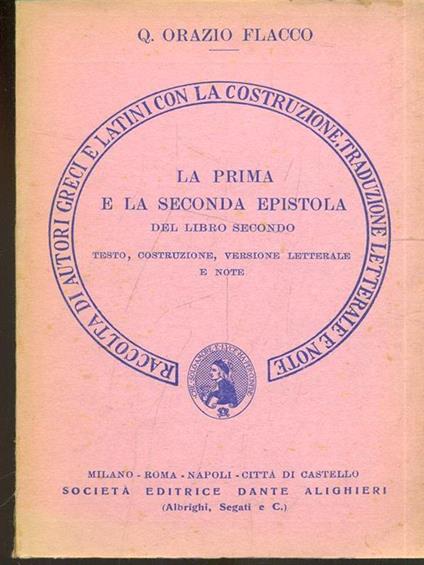 Q. ORAZIO FLACCO
RACCOLTA DI AUTORI GRECI E LATINI CON LA COSTRUZIONE, TRADUZIONE LETTERALE E NOTE
LA PRIMA
E LA SECONDA EPISTOLA
DEL LIBRO SECONDO
TESTO, COSTRUZIONE, VERSIONE LETTERALE
E NOTE
MILANO - ROMA - NAPOLI - CITTÀ DI CASTELLO
SOCIETÀ EDITRICE DANTE ALIGHIERI
(Albrighi, Segati e C.)